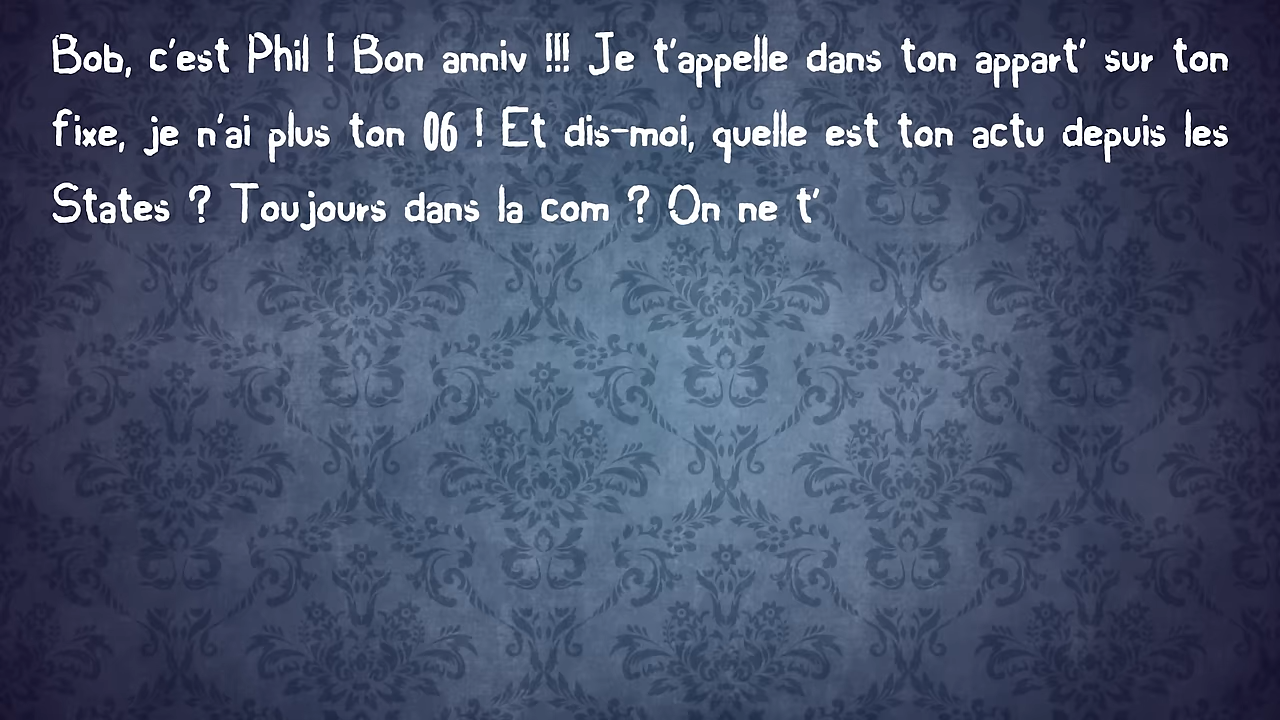 Bob, c'est Phil ! Bon anniv !!! Je t'appelle dans ton appart' sur ton
fixe, je n'ai plus ton 06 ! Et dis-moi, quelle est ton actu depuis les
States ? Toujours dans la com ? On ne t'